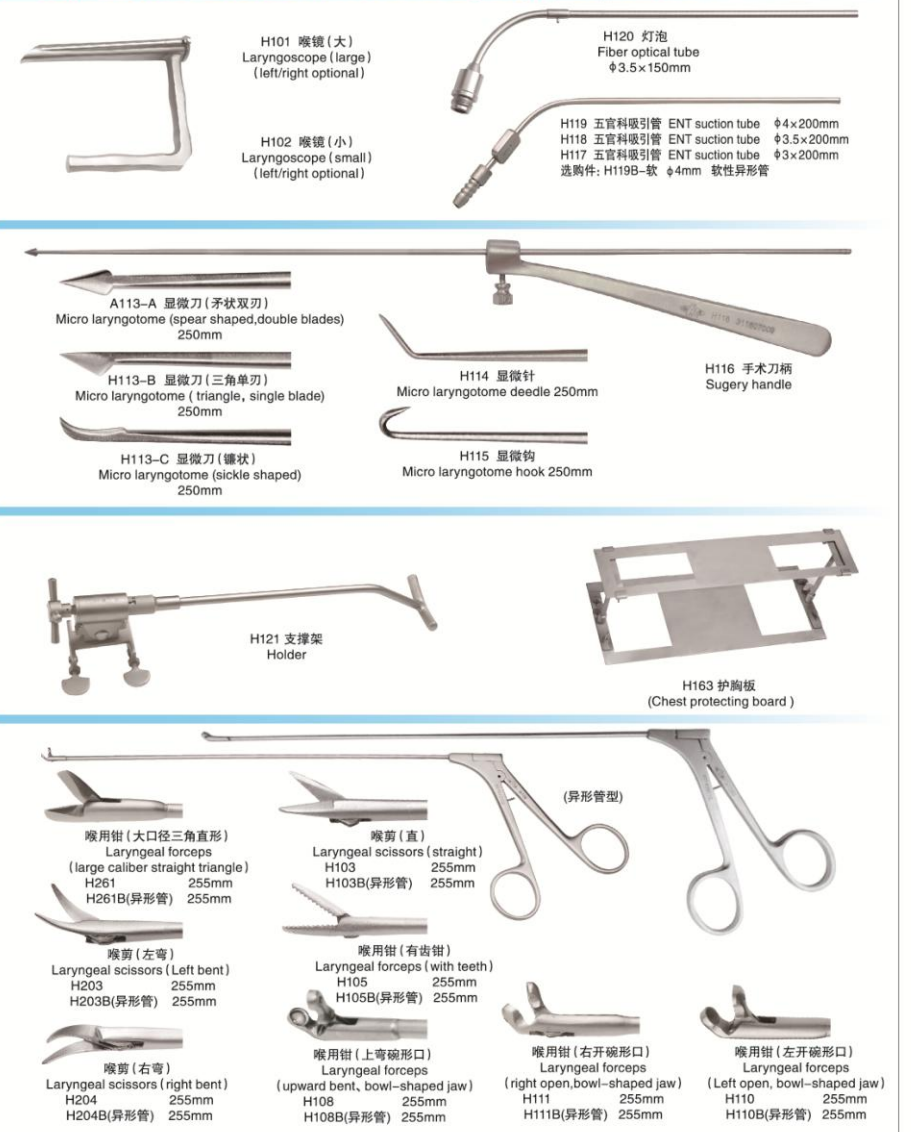 H101 喉镜(大)
Laryngoscope(large)
(left/right optional)
H102 喉镜(小)
Laryngoscope(small)
(left/right optional)
H120 灯泡
Fiber optical tube
ф3.5×150mm
H119 五官科吸引管 ENT suction tube ф4×200mm
H118 五官科吸引管 ENT suction tube ф3.5×200mm
H117 五官科吸引管 ENT suction tube ф3×200mm
选购件: H119B-软 ф4mm 软性异形管
A113-A 显微刀(矛状双刃)
Micro laryngotome (spear shaped,double blades)
250mm
H113-B 显微刀(三角单刃)
Micro laryngotome ( triangle, single blade)
250mm
H113-C 显微刀(镰状)
Micro laryngotome (sickle shaped)
250mm
H114 显微针
Micro laryngotome deedle 250mm
H115 显微钩
Micro laryngotome hook 250mm
H116 手术刀柄
Sugery handle
H121 支撑架
Holder
H163 护胸板
(Chest protecting board )
(异形管型)
喉用钳(大口径三角直形)
Laryngeal forceps
(large caliber straight triangle)
H261 255mm
H261B(异形管) 255mm
喉剪(直)
Laryngeal scissors(straight)
H103 255mm
H103B(异形管) 255mm
喉剪(左弯)
Laryngeal scissors(Left bent)
H203 255mm
H203B(异形管) 255mm
喉用钳(有齿钳)
Laryngeal forceps(with teeth)
H105 255mm
H105B(异形管) 255mm
喉剪(右弯)
Laryngeal scissors(right bent)
H204 255mm
H204B(异形管) 255mm
喉用钳(上弯碗形口)
Laryngeal forceps
(upward bent、bowl-shaped jaw)
H108 255mm
H108B(异形管) 255mm
喉用钳(右开碗形口)
Laryngeal forceps
(right open,bowl-shaped jaw)
H111 255mm
H111B(异形管) 255mm
喉用钳(左开碗形口)
Laryngeal forceps
(Left open, bowl-shaped jaw)
H110 255mm
H110B(异形管) 255mm